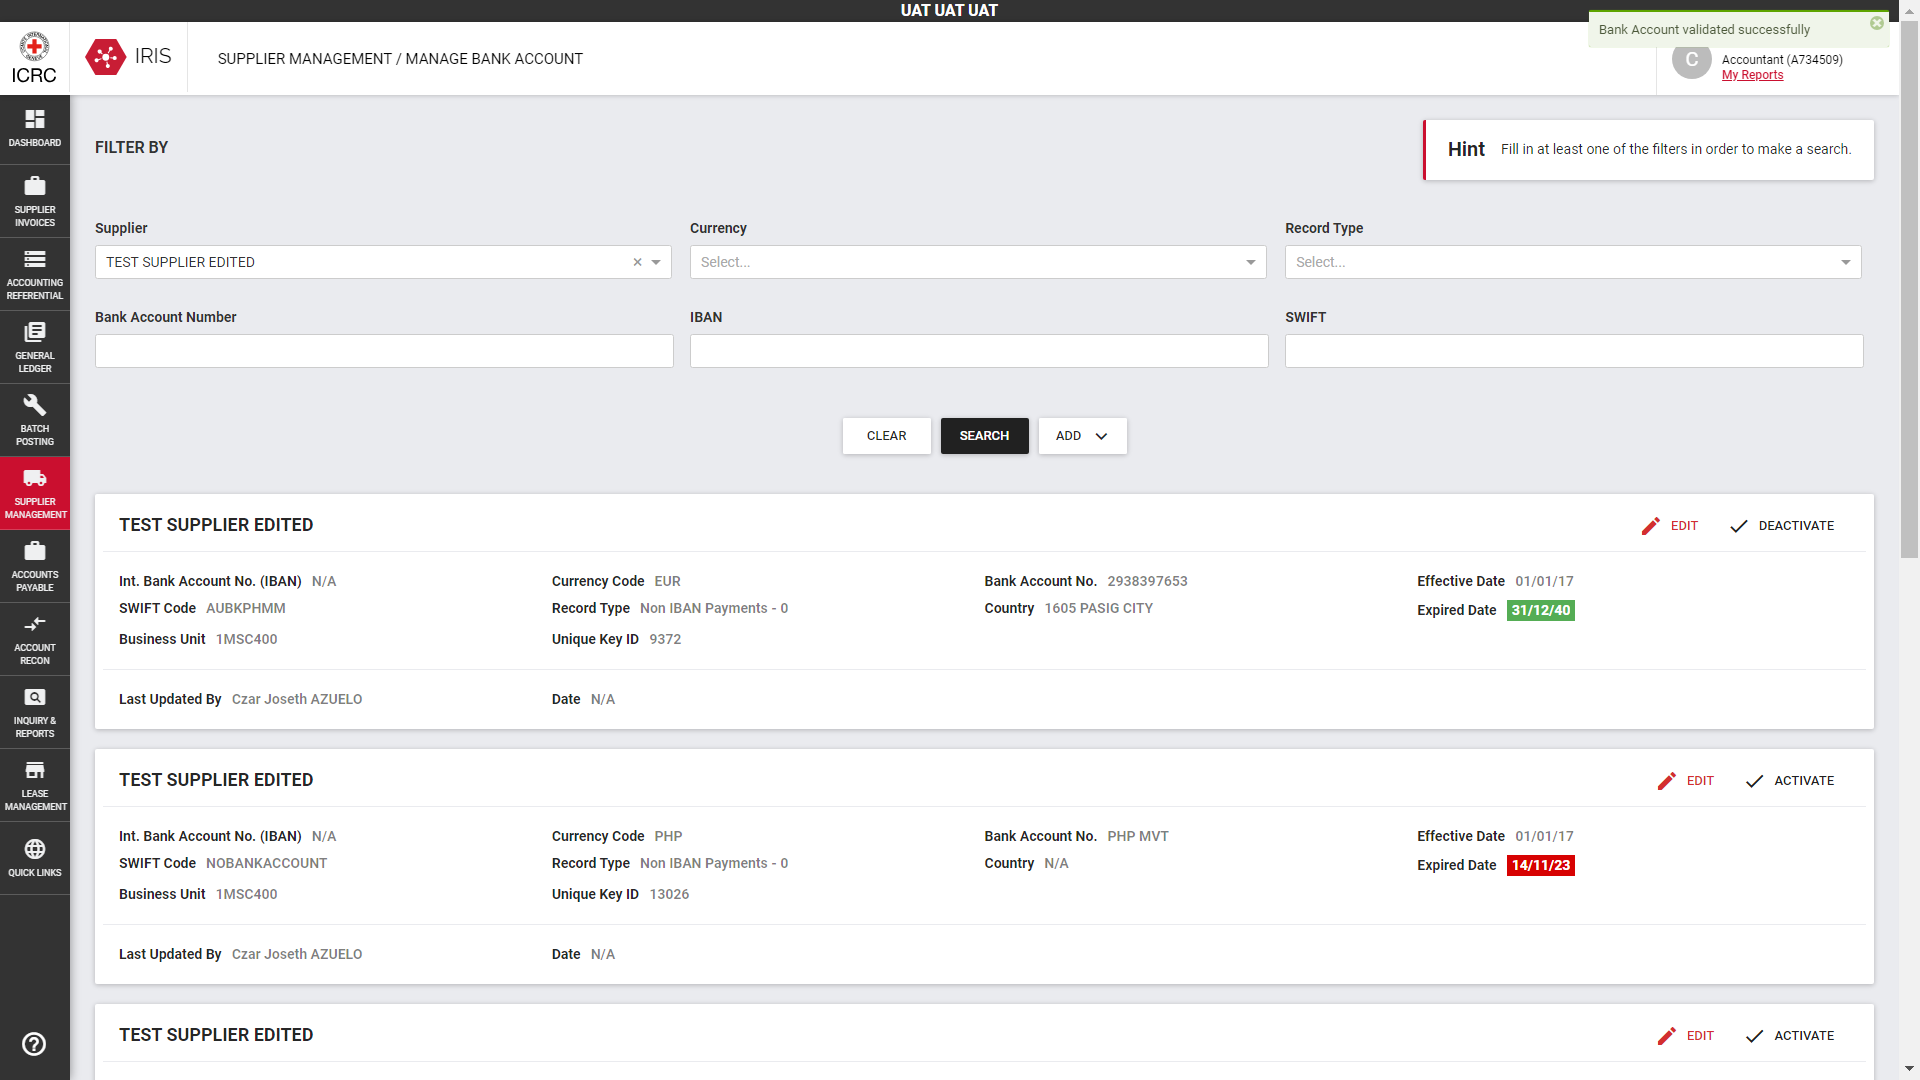 UAT UAT UAT
Bank Account validated successfully
ICRC
IRIS
SUPPLIER MANAGEMENT / MANAGE BANK ACCOUNT
C
Accountant (A734509)
My Reports
DASHBOARD
SUPPLIER
INVOICES
ACCOUNTING
REFERENTIAL
GENERAL
LEDGER
BATCH
POSTING
SUPPLIER
MANAGEMENT
ACCOUNTS
PAYABLE
ACCOUNT
RECON
INQUIRY &
REPORTS
LEASE
MANAGEMENT
QUICK LINKS
FILTER BY
Hint Fill in at least one of the filters in order to make a search.
Supplier Currency Record Type
TEST SUPPLIER EDITED Select... Select...
Bank Account Number IBAN SWIFT
CLEAR SEARCH ADD
TEST SUPPLIER EDITED EDIT DEACTIVATE
Int. Bank Account No. (IBAN) N/A Currency Code EUR Bank Account No. 2938397653 Effective Date 01/01/17
SWIFT Code AUBKPHMM Record Type Non IBAN Payments - 0 Country 1605 PASIG CITY Expired Date 31/12/40
Business Unit 1MSC400 Unique Key ID 9372
Last Updated By Czar Joseth AZUELO Date N/A
TEST SUPPLIER EDITED EDIT ACTIVATE
Int. Bank Account No. (IBAN) N/A Currency Code PHP Bank Account No. PHP MVT Effective Date 01/01/17
SWIFT Code NOBANKACCOUNT Record Type Non IBAN Payments - 0 Country N/A Expired Date 14/11/23
Business Unit 1MSC400 Unique Key ID 13026
Last Updated By Czar Joseth AZUELO Date N/A
TEST SUPPLIER EDITED EDIT ACTIVATE